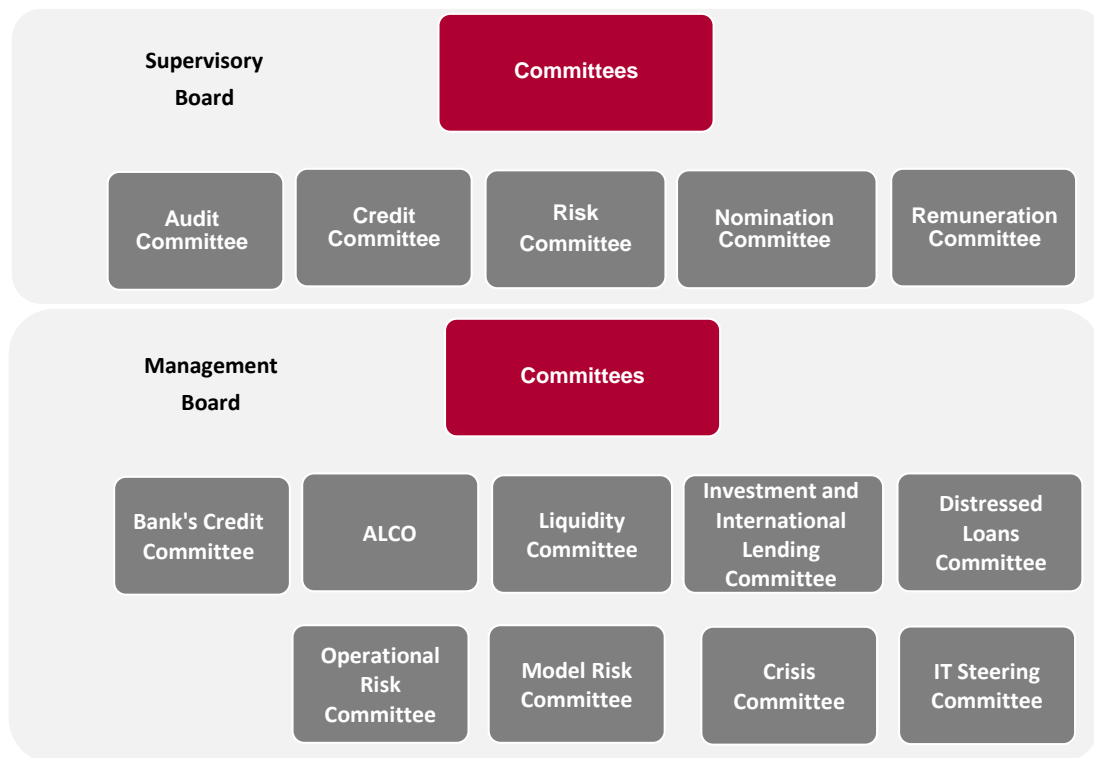 Supervisory
Board
Committees
Audit
Committee
Credit
Committee
Risk
Committee
Nomination
Committee
Remuneration
Committee
Management
Board
Committees
Bank's Credit
Committee
ALCO
Liquidity
Committee
Investment and
International
Lending
Committee
Distressed
Loans
Committee
Operational
Risk
Committee
Model Risk
Committee
Crisis
Committee
IT Steering
Committee